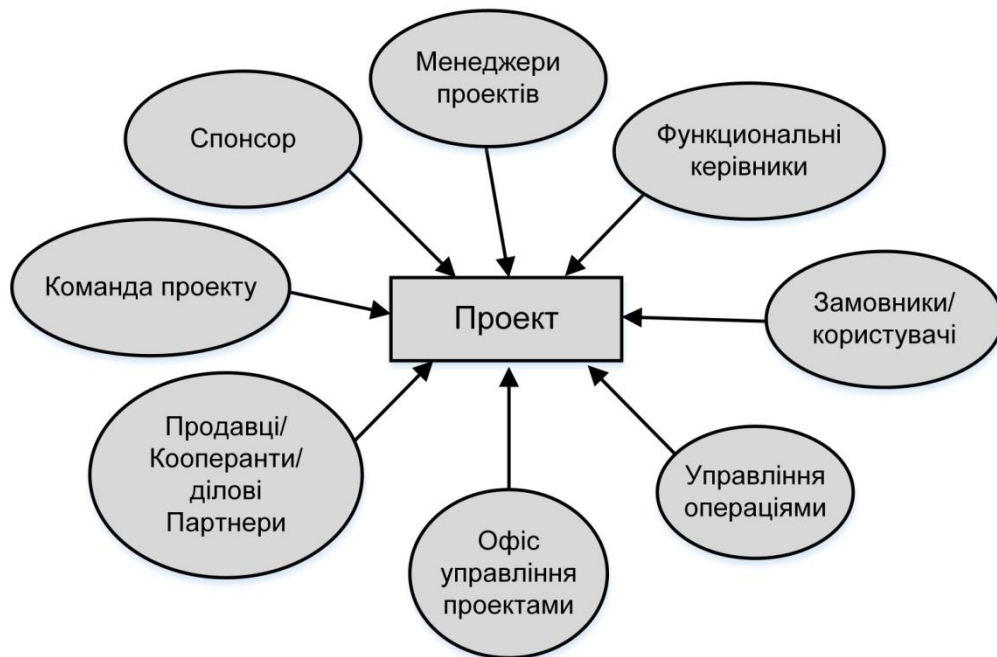 Менеджери
проектів
Спонсор
Функциональні
керівники
Команда проекту
Проект
Замовники/
користувачі
Продавці/
Кооперанти/
ділові
Партнери
Управління
операціями
Офіс
управління
проектами